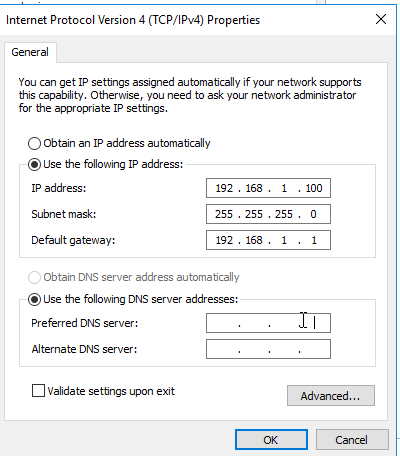 Internet Protocol Version 4 (TCP/IPv4) Properties
General
You can get IP settings assigned automatically if your network supports
this capability. Otherwise, you need to ask your network administrator
for the appropriate IP settings.
Obtain an IP address automatically
Use the following IP address:
IP address: 192 . 168 . 1 . 100
Subnet mask: 255 . 255 . 255 . 0
Default gateway: 192 . 168 . 1 . 1
Obtain DNS server address automatically
Use the following DNS server addresses:
Preferred DNS server: . . .
Alternate DNS server: . . .
Validate settings upon exit
Advanced...
OK Cancel